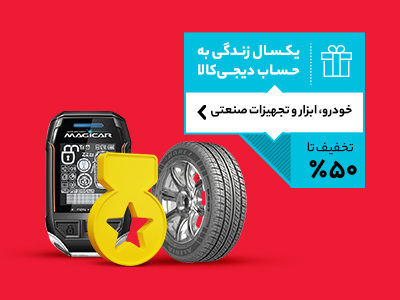 یکسال زندگی به
حساب دیجی‌کالا
خودرو، ابزار و تجهیزات صنعتی
تخفیف تا
%۵۰
MAGICAR